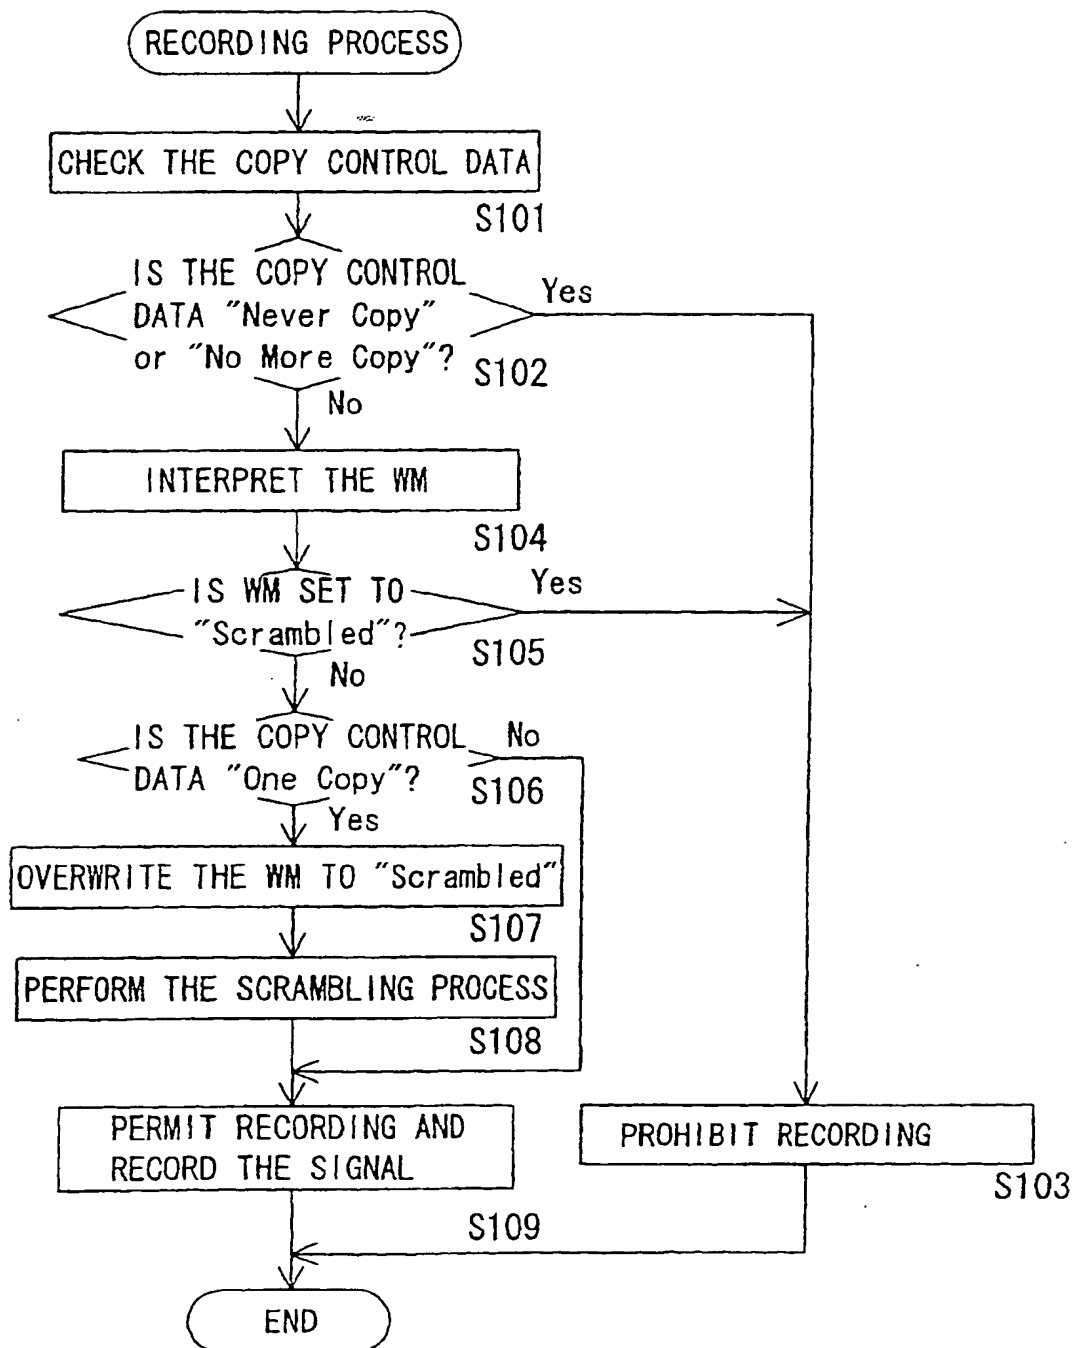 RECORDING PROCESS
CHECK THE COPY CONTROL DATA
S101
IS THE COPY CONTROL
DATA "Never Copy"
or "No More Copy"?
Yes
S102
No
INTERPRET THE WM
S104
IS WM SET TO
"Scrambled"?
Yes
S105
No
IS THE COPY CONTROL
DATA "One Copy"?
No
S106
Yes
OVERWRITE THE WM TO "Scrambled"
S107
PERFORM THE SCRAMBLING PROCESS
S108
PERMIT RECORDING AND
RECORD THE SIGNAL
S109
PROHIBIT RECORDING
S103
END